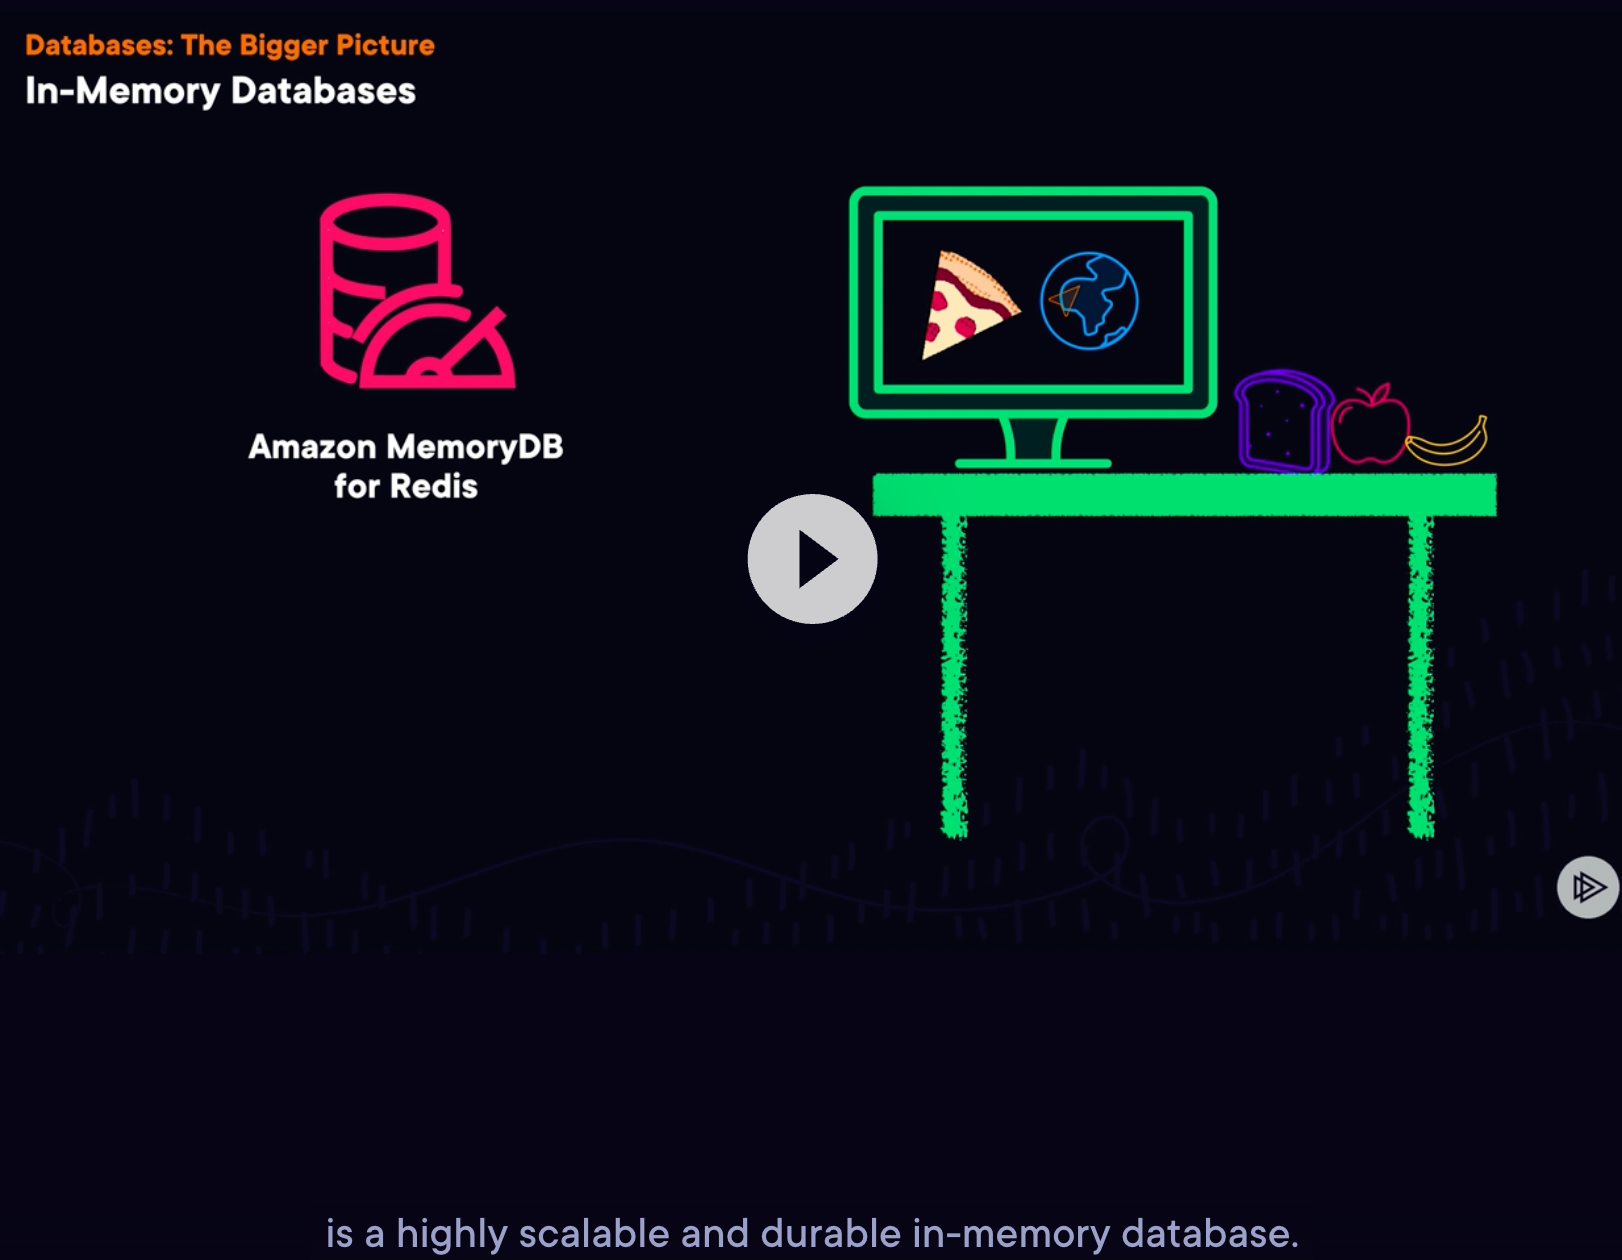 Databases: The Bigger Picture
In-Memory Databases
Amazon MemoryDB
for Redis
is a highly scalable and durable in-memory database.